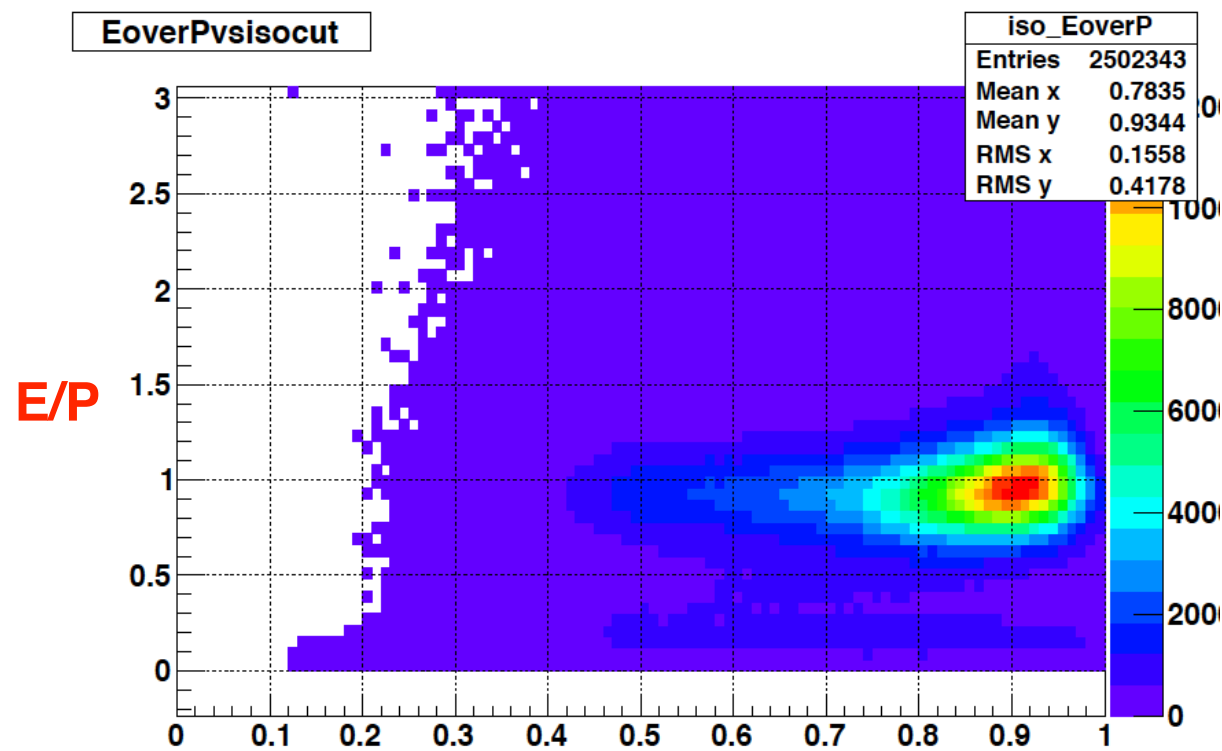 EoverPvsisocut
iso_EoverP
Entries 2502343
Mean x 0.7835
Mean y 0.9344
RMS x 0.1558
RMS y 0.4178
E/P
3
2.5
2
1.5
1
0.5
0
0 0.1 0.2 0.3 0.4 0.5 0.6 0.7 0.8 0.9 1
8000
6000
4000
2000
0